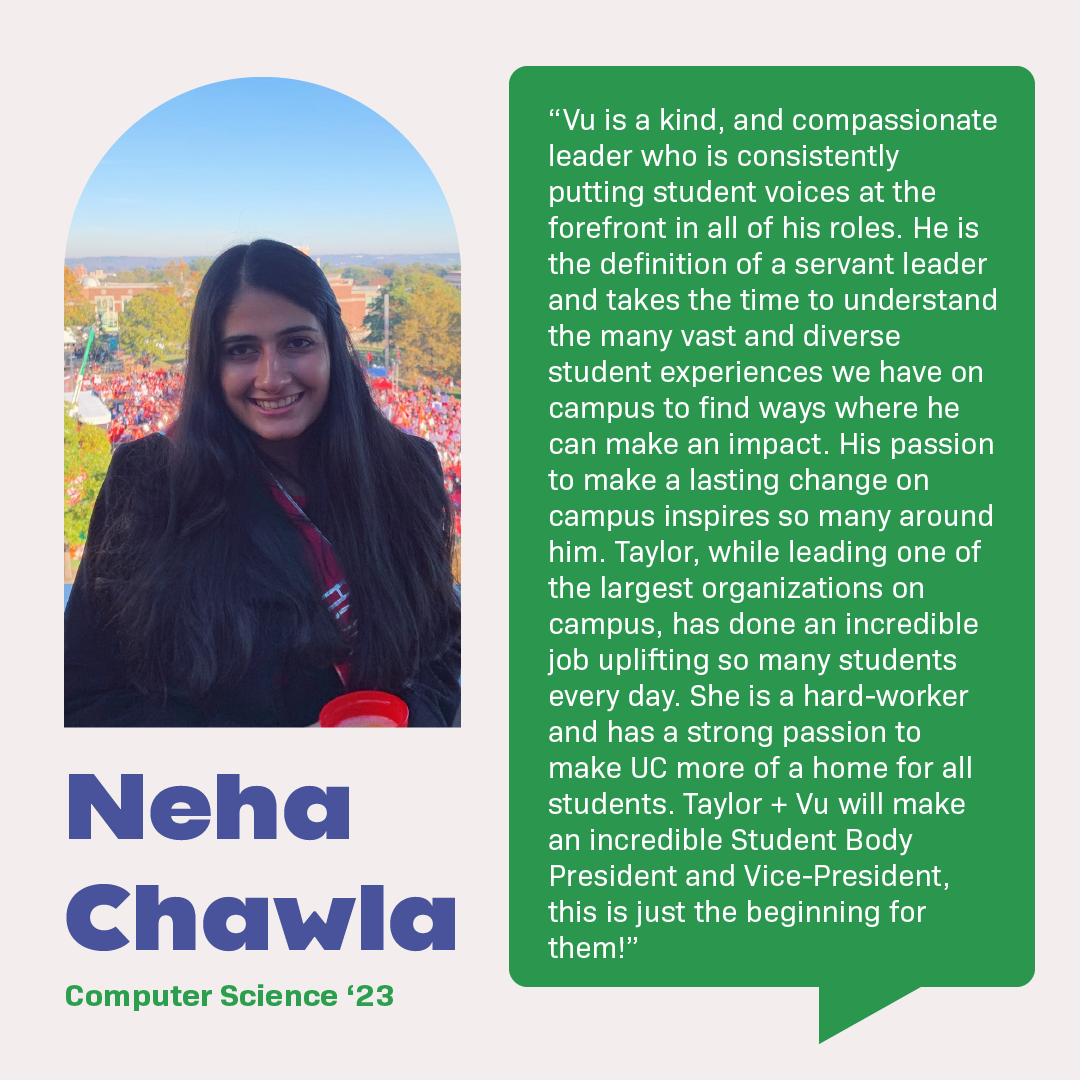 “Vu is a kind, and compassionate
leader who is consistently
putting student voices at the
forefront in all of his roles. He is
the definition of a servant leader
and takes the time to understand
the many vast and diverse
student experiences we have on
campus to find ways where he
can make an impact. His passion
to make a lasting change on
campus inspires so many around
him. Taylor, while leading one of
the largest organizations on
campus, has done an incredible
job uplifting so many students
every day. She is a hard-worker
and has a strong passion to
make UC more of a home for all
students. Taylor + Vu will make
an incredible Student Body
President and Vice-President,
this is just the beginning for
them!”
Neha
Chawla
Computer Science ‘23